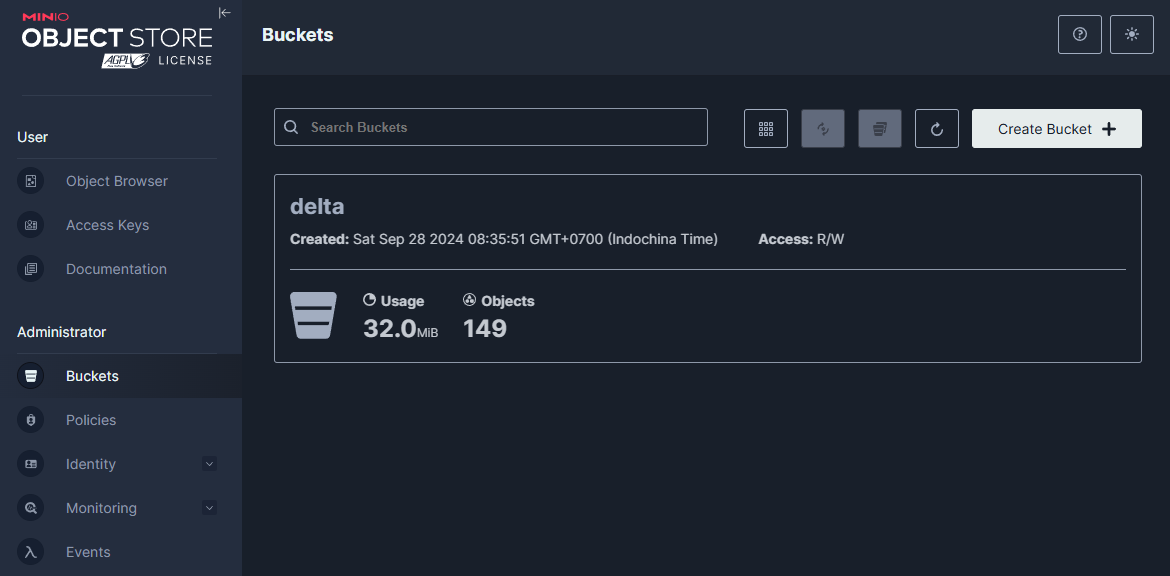 MINIO
OBJECT STORE
AGPL V3 LICENSE
User
Object Browser
Access Keys
Documentation
Administrator
Buckets
Policies
Identity
Monitoring
Events
Buckets
Search Buckets
Create Bucket
delta
Created: Sat Sep 28 2024 08:35:51 GMT+0700 (Indochina Time) Access: R/W
Usage Objects
32.0MiB 149